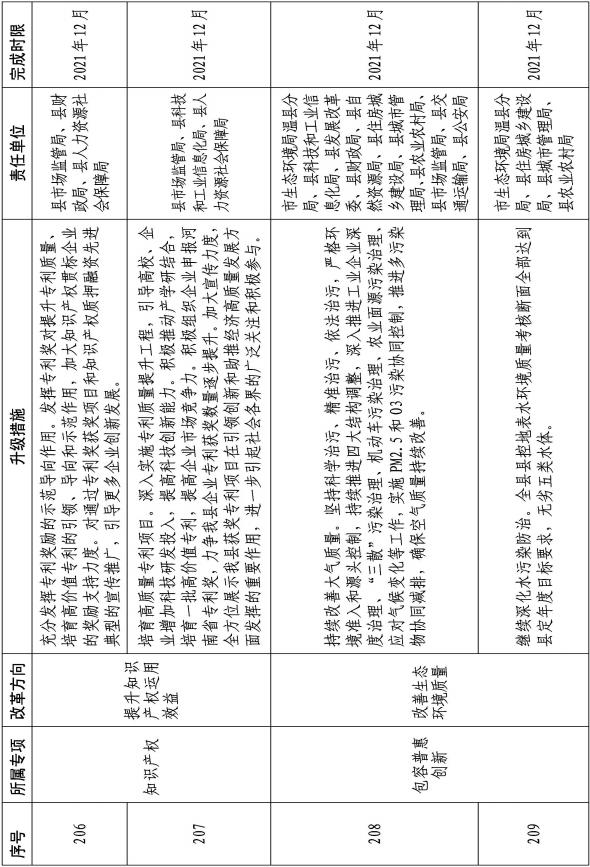 序号
所属专项
改革方向
升级措施
责任单位
完成时限
206
知识产权
提升知识
产权运用
效益
充分发挥专利奖励的示范导向作用。发挥专利奖对提升专利质量、
培育高价值专利的引领、导向和示范作用，加大知识产权贯标企业
的奖励支持力度。对通过专利奖获奖项目和知识产权质押融资先进
典型的宣传推广，引导更多企业创新发展。
县市场监管局、县财
政局、县人力资源社
会保障局
2021年12月
207
培育高质量专利项目。深入实施专利质量提升工程，引导高校、企
业增加科技研发投入，提高科技创新能力。积极推动产学研结合，
培育一批高价值专利，提高企业市场竞争力。积极组织企业申报河
南省专利奖，力争我县企业专利获奖数量逐步提升。加大宣传力度，
全方位展示我县获奖专利项目在引领创新和助推经济高质量发展方
面发挥的重要作用，进一步引起社会各界的广泛关注和积极参与。
县市场监管局、县科技
和工业信息化局、县人
力资源社会保障局
2021年12月
208
包容普惠
创新
改善生态
环境质量
持续改善大气质量。坚持科学治污、精准治污、依法治污，严格环
境准入和源头控制，持续推进四大结构调整，深入推进工业企业深
度治理、“三散”污染治理、机动车污染治理、农业面源污染治理、
应对气候变化等工作，实施PM2.5和O3污染协同控制，推进多污染
物协同减排，确保空气质量持续改善。
市生态环境局温县分
局、县科技和工业信
息化局、县发展改革
委、县财政局、县自
然资源局、县住房城
乡建设局、县城市管
理局、县农业农村局、
县市场监管局、县交
通运输局、县公安局
2021年12月
209
继续深化水污染防治。全县县控地表水环境质量考核断面全部达到
县定年度目标要求，无劣五类水体。
市生态环境局温县分
局、县住房城乡建设
局、县城市管理局、
县农业农村局
2021年12月